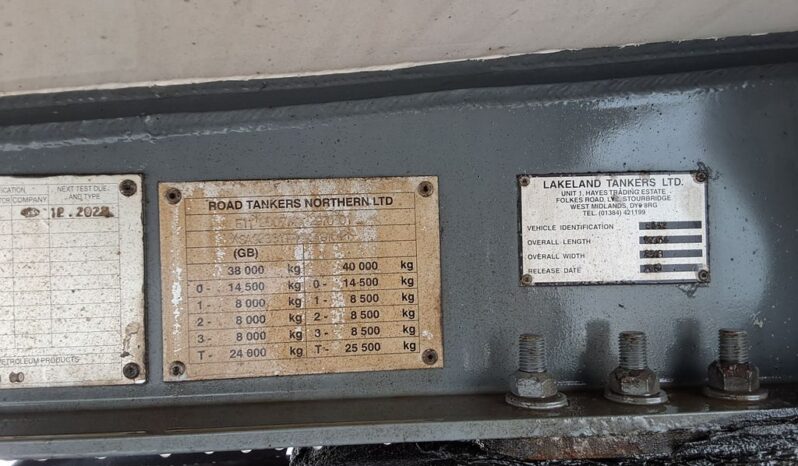 ICATION
OR COMPANY
NEXT TEST DUE
AND TYPE
12.2022
PETROLEUM PRODUCTS
ROAD TANKERS NORTHERN LTD
(GB)
38 000 kg 40 000 kg
0- 14 500 kg 0- 14 500 kg
1- 8 000 kg 1- 8 500 kg
2- 8 000 kg 2- 8 500 kg
3- 8 000 kg 3- 8 500 kg
T- 24 000 kg T- 25 500 kg
LAKELAND TANKERS LTD.
UNIT 1, HAYES TRADING ESTATE
FOLKES ROAD, LYE, STOURBRIDGE
WEST MIDLANDS, DY9 8RG
TEL. (01384) 421199
VEHICLE IDENTIFICATION
OVERALL LENGTH
OVERALL WIDTH
RELEASE DATE